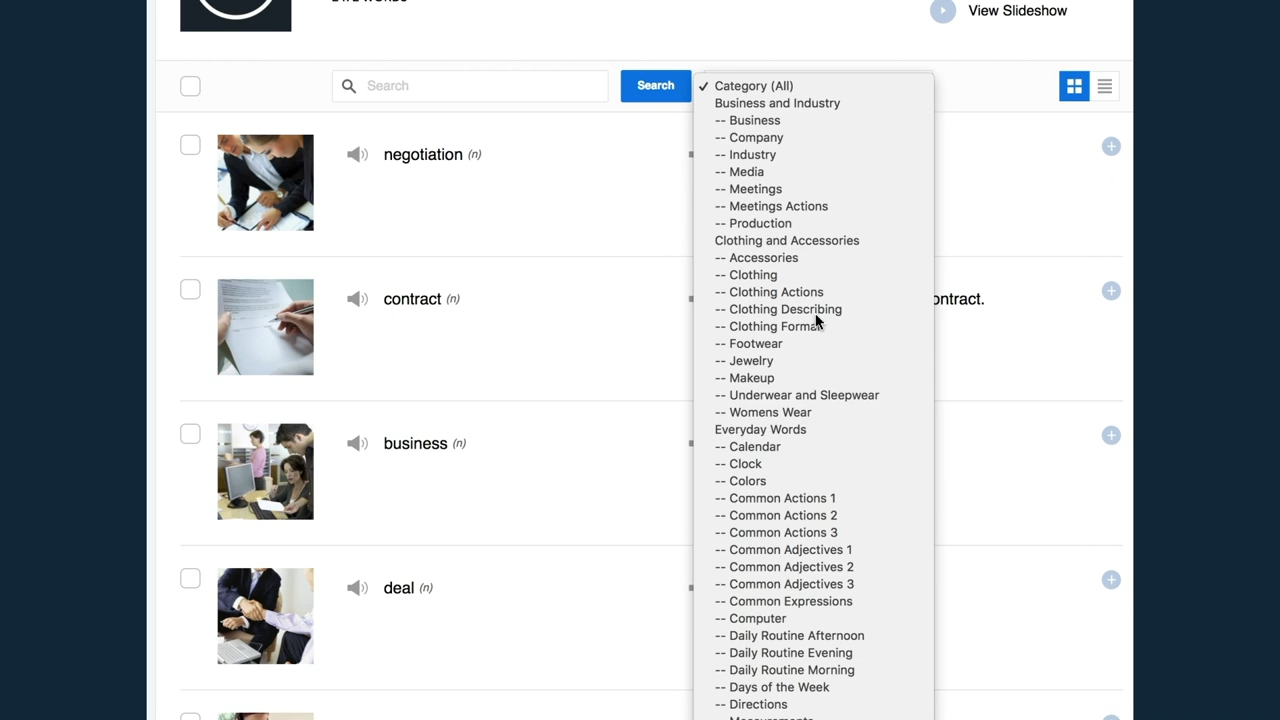 View Slideshow
Search
Search
Category (All)
Business and Industry
-- Business
-- Company
-- Industry
-- Media
-- Meetings
-- Meetings Actions
-- Production
Clothing and Accessories
-- Accessories
-- Clothing
-- Clothing Actions
-- Clothing Describing
-- Clothing Formal
-- Footwear
-- Jewelry
-- Makeup
-- Underwear and Sleepwear
-- Womens Wear
Everyday Words
-- Calendar
-- Clock
-- Colors
-- Common Actions 1
-- Common Actions 2
-- Common Actions 3
-- Common Adjectives 1
-- Common Adjectives 2
-- Common Adjectives 3
-- Common Expressions
-- Computer
-- Daily Routine Afternoon
-- Daily Routine Evening
-- Daily Routine Morning
-- Days of the Week
-- Directions
negotiation (n)
contract (n)
ontract.
business (n)
deal (n)